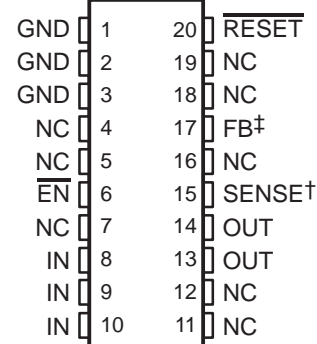 GND 1 20 RESET
GND 2 19 NC
GND 3 18 NC
NC 4 17 FB‡
NC 5 16 NC
EN 6 15 SENSE†
NC 7 14 OUT
IN 8 13 OUT
IN 9 12 NC
IN 10 11 NC